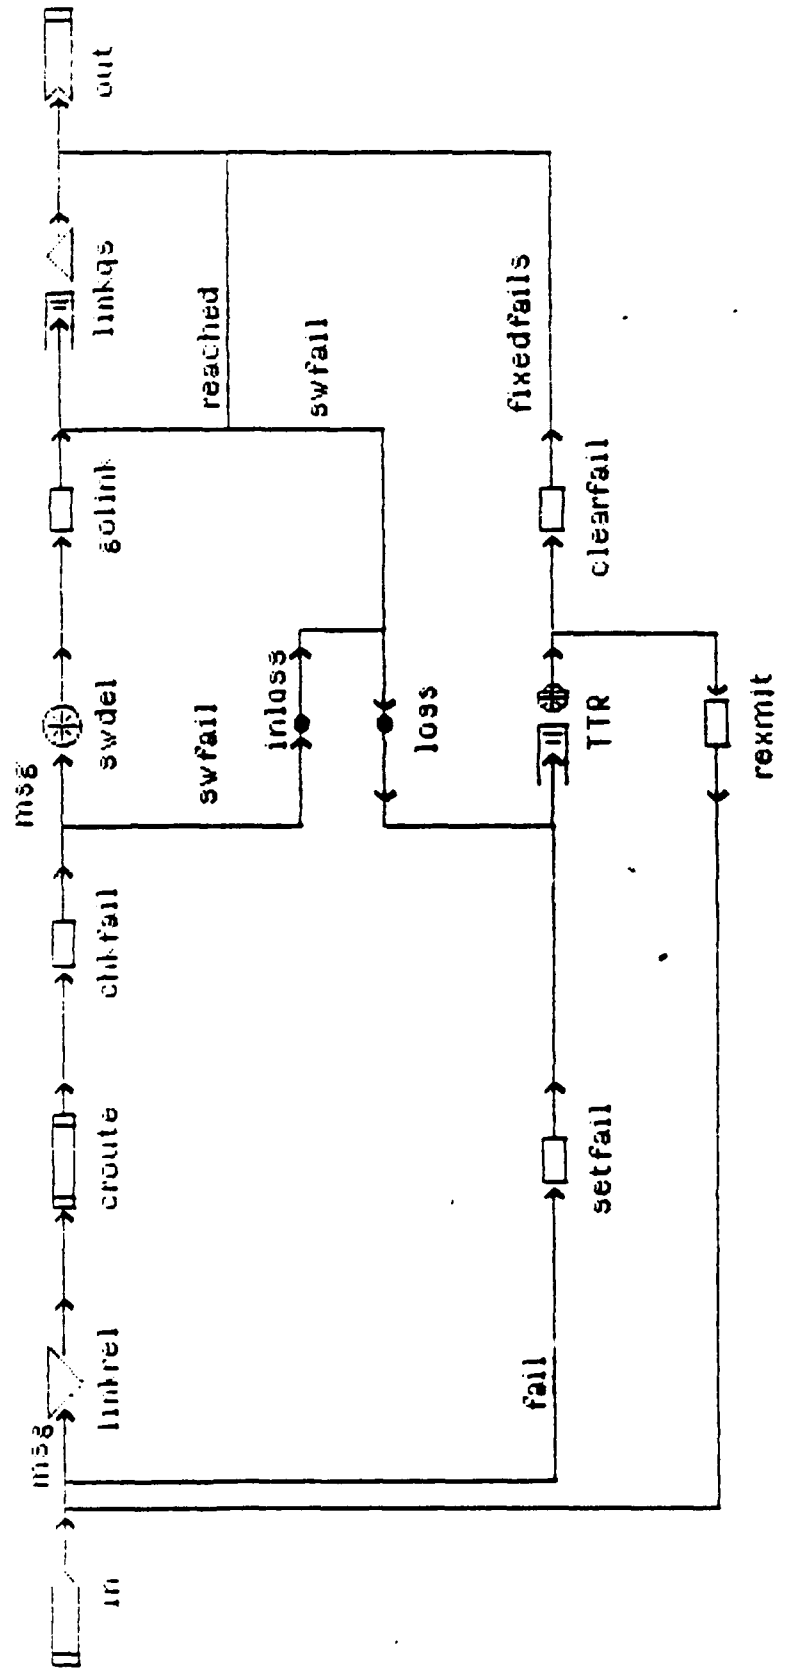 in
msg
linkrel
croute
chkfail
msg
swdel
golink
linkqs
out
swfail
inloss
reached
loss
swfail
fail
setfail
TTR
clearfail
fixedfails
rexmit